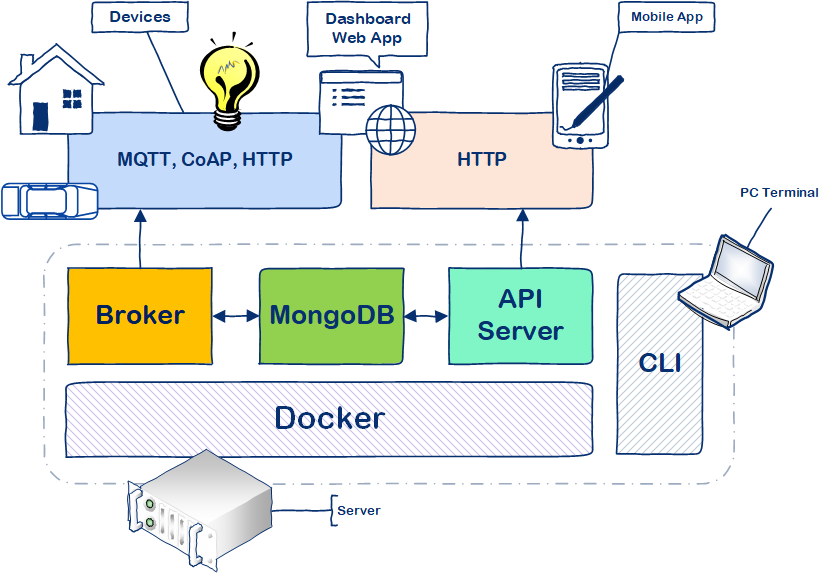 Devices
Dashboard
Web App
Mobile App
MQTT, CoAP, HTTP
HTTP
PC Terminal
Broker
MongoDB
API
Server
CLI
Docker
Server